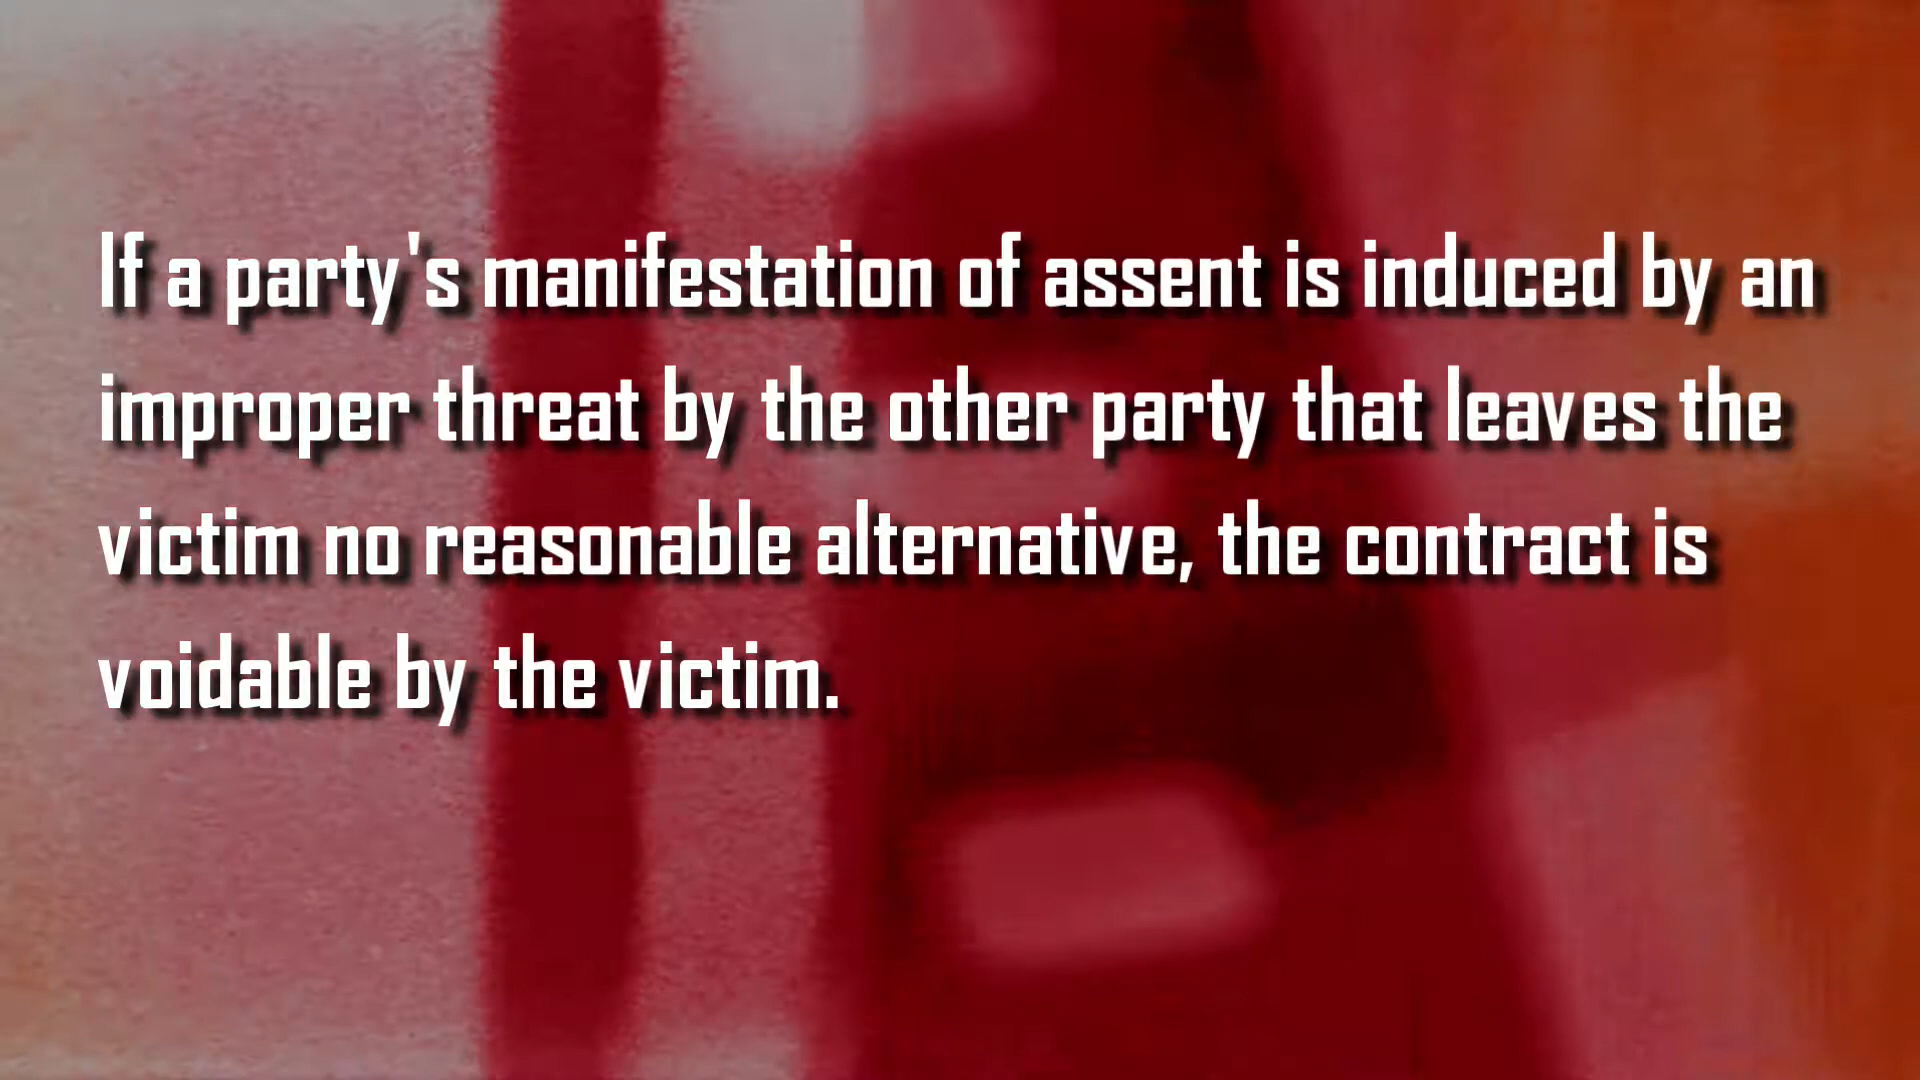 If a party's manifestation of assent is induced by an
improper threat by the other party that leaves the
victim no reasonable alternative, the contract is
voidable by the victim.